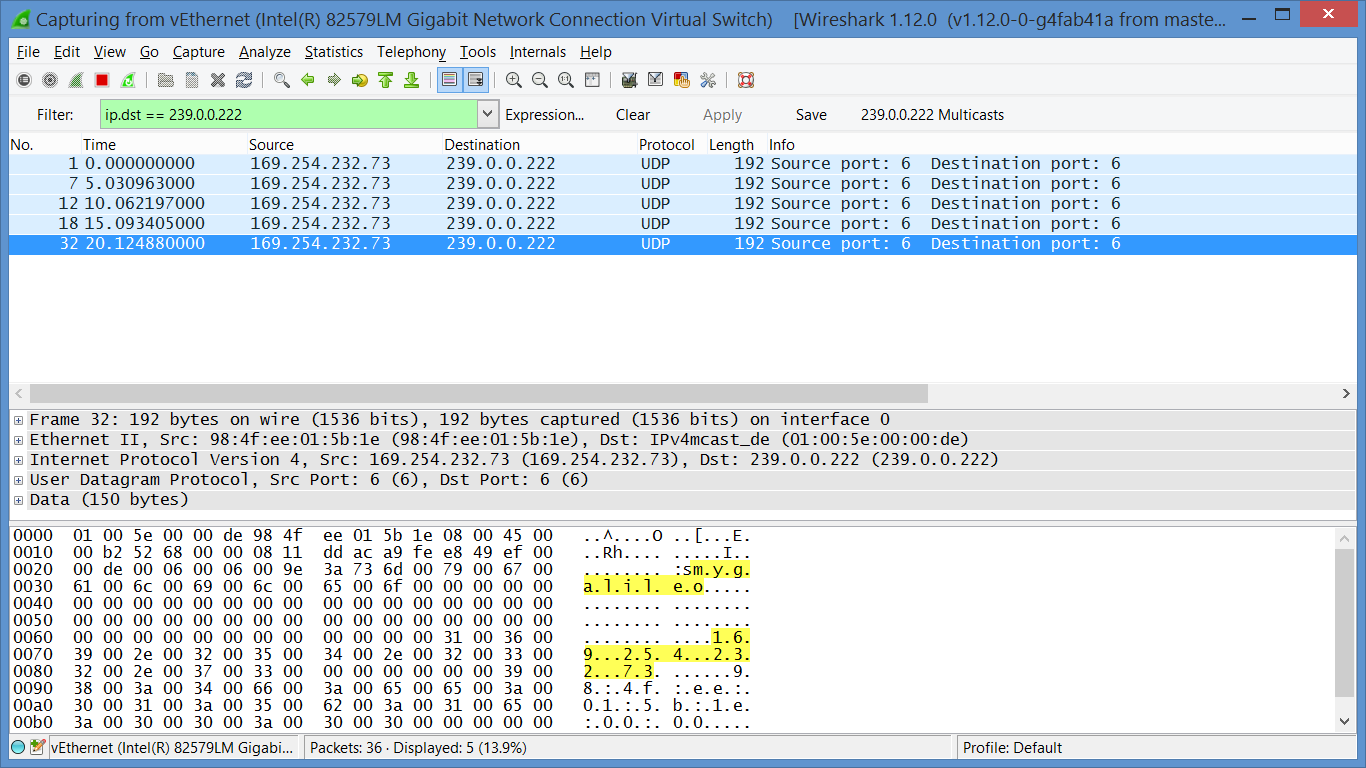 Capturing from vEthernet (Intel(R) 82579LM Gigabit Network Connection Virtual Switch)    [Wireshark 1.12.0  (v1.12.0-0-g4fab41a from maste...
File Edit View Go Capture Analyze Statistics Telephony Tools Internals Help
Filter: ip.dst == 239.0.0.222 Expression... Clear Apply Save 239.0.0.222 Multicasts
No. Time Source Destination Protocol Length Info
1 0.000000000 169.254.232.73 239.0.0.222 UDP 192 Source port: 6  Destination port: 6
7 5.030963000 169.254.232.73 239.0.0.222 UDP 192 Source port: 6  Destination port: 6
12 10.062197000 169.254.232.73 239.0.0.222 UDP 192 Source port: 6  Destination port: 6
18 15.093405000 169.254.232.73 239.0.0.222 UDP 192 Source port: 6  Destination port: 6
32 20.124880000 169.254.232.73 239.0.0.222 UDP 192 Source port: 6  Destination port: 6
Frame 32: 192 bytes on wire (1536 bits), 192 bytes captured (1536 bits) on interface 0
Ethernet II, Src: 98:4f:ee:01:5b:1e (98:4f:ee:01:5b:1e), Dst: IPv4mcast_de (01:00:5e:00:00:de)
Internet Protocol Version 4, Src: 169.254.232.73 (169.254.232.73), Dst: 239.0.0.222 (239.0.0.222)
User Datagram Protocol, Src Port: 6 (6), Dst Port: 6 (6)
Data (150 bytes)
0000  01 00 5e 00 00 de 98 4f  ee 01 5b 1e 08 00 45 00   ..^....O ..[...E.
0010  00 b2 52 68 00 00 08 11  dd ac a9 fe e8 49 ef 00   ..Rh.... .....I..
0020  00 de 00 06 00 06 00 9e  3a 73 6d 00 79 00 67 00   ........ :sm.y.g.
0030  61 00 6c 00 69 00 6c 00  65 00 6f 00 00 00 00 00   a.l.i.l. e.o.....
0040  00 00 00 00 00 00 00 00  00 00 00 00 00 00 00 00   ........ ........
0050  00 00 00 00 00 00 00 00  00 00 00 00 00 00 00 00   ........ ........
0060  00 00 00 00 00 00 00 00  00 00 00 00 31 00 36 00   ........ ....1.6.
0070  39 00 2e 00 32 00 35 00  34 00 2e 00 32 00 33 00   9...2.5. 4...2.3.
0080  32 00 2e 00 37 00 33 00  00 00 00 00 00 00 39 00   2...7.3. ......9.
0090  38 00 3a 00 34 00 66 00  3a 00 65 00 65 00 3a 00   8.:.4.f. :.e.e.:.
00a0  30 00 31 00 3a 00 35 00  62 00 3a 00 31 00 65 00   0.1.:.5. b.:.1.e.
00b0  3a 00 30 00 30 00 3a 00  30 00 30 00 00 00 00 00   :.0.0.:. 0.0.....
vEthernet (Intel(R) 82579LM Gigabi... Packets: 36 · Displayed: 5 (13.9%) Profile: Default